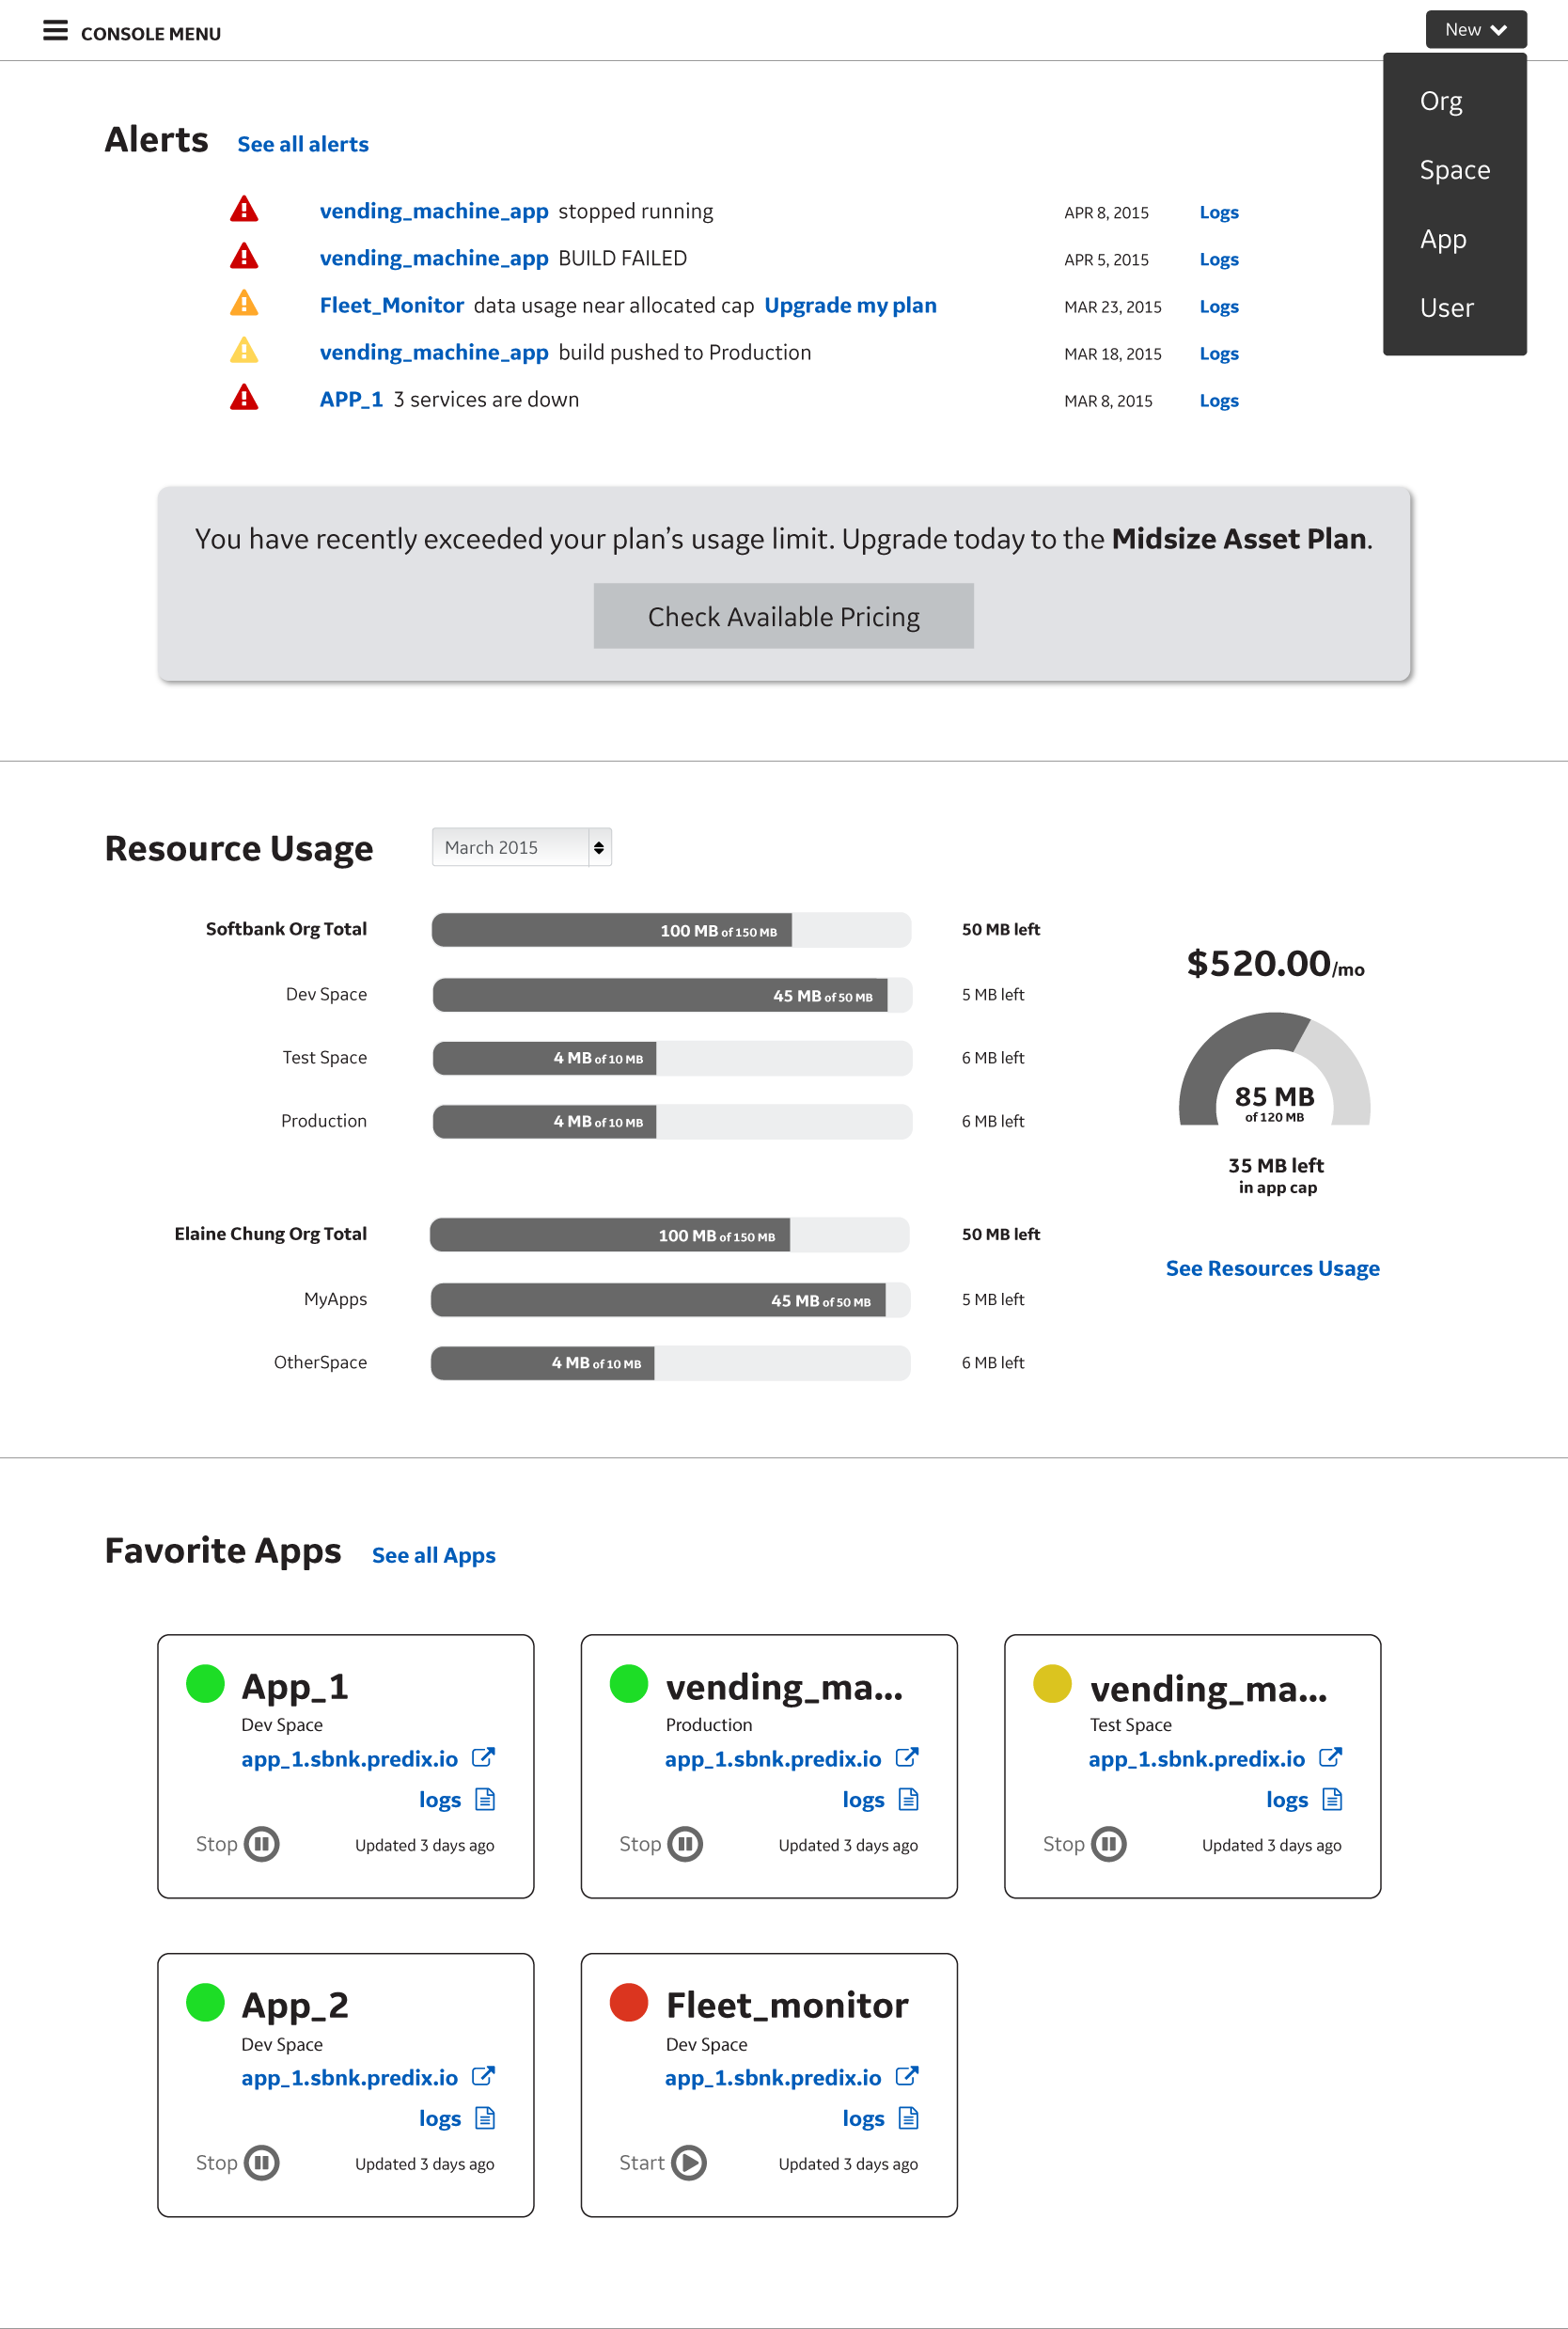 CONSOLE MENU
New
Org
Space
App
User
Alerts See all alerts
vending_machine_app stopped running APR 8, 2015 Logs
vending_machine_app BUILD FAILED APR 5, 2015 Logs
Fleet_Monitor data usage near allocated cap Upgrade my plan MAR 23, 2015 Logs
vending_machine_app build pushed to Production MAR 18, 2015 Logs
APP_1 3 services are down MAR 8, 2015 Logs
You have recently exceeded your plan’s usage limit. Upgrade today to the Midsize Asset Plan.
Check Available Pricing
Resource Usage March 2015
Softbank Org Total 100 MB of 150 MB 50 MB left
Dev Space 45 MB of 50 MB 5 MB left
Test Space 4 MB of 10 MB 6 MB left
Production 4 MB of 10 MB 6 MB left
Elaine Chung Org Total 100 MB of 150 MB 50 MB left
MyApps 45 MB of 50 MB 5 MB left
OtherSpace 4 MB of 10 MB 6 MB left
$520.00/mo
85 MB
of 120 MB
35 MB left
in app cap
See Resources Usage
Favorite Apps See all Apps
App_1
Dev Space
app_1.sbnk.predix.io
logs
Stop Updated 3 days ago
vending_ma...
Production
app_1.sbnk.predix.io
logs
Stop Updated 3 days ago
vending_ma...
Test Space
app_1.sbnk.predix.io
logs
Stop Updated 3 days ago
App_2
Dev Space
app_1.sbnk.predix.io
logs
Stop Updated 3 days ago
Fleet_monitor
Dev Space
app_1.sbnk.predix.io
logs
Start Updated 3 days ago